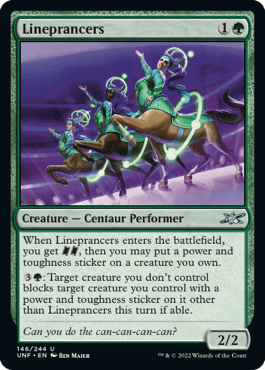 Lineprancers 1
Creature — Centaur Performer
When Lineprancers enters the battlefield,
you get , then you may put a power and
toughness sticker on a creature you own.
3 : Target creature you don't control
blocks target creature you control with a
power and toughness sticker on it other
than Lineprancers this turn if able.
Can you do the can-can-can-can?
2/2
146/244 U
UNF • EN Ben Maier ™ & © 2022 Wizards of the Coast